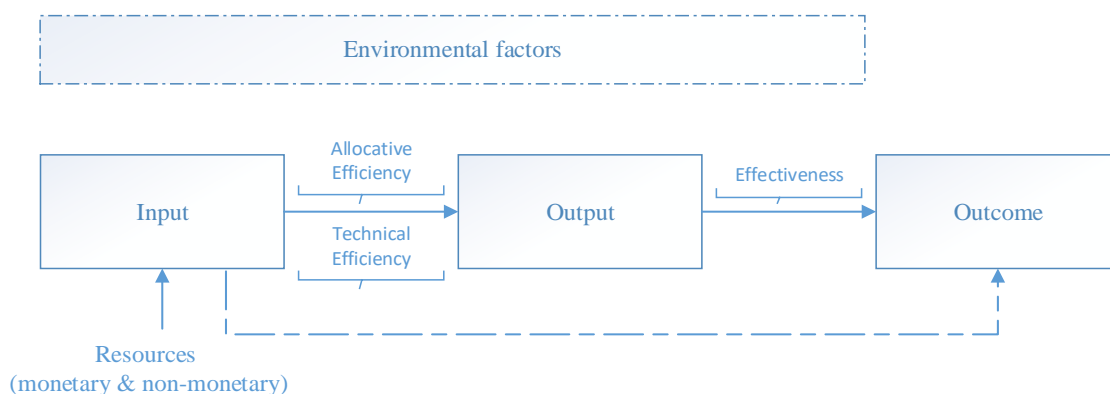 Environmental factors
Allocative
Efficiency
Effectiveness
Input
Output
Outcome
Technical
Efficiency
Resources
(monetary & non-monetary)